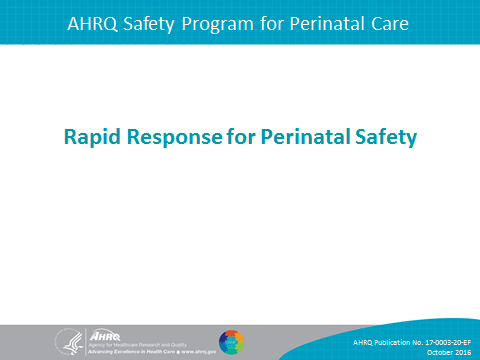 AHRQ Safety Program for Perinatal Care
Rapid Response for Perinatal Safety
AHRQ
Agency for Healthcare Research and Quality
Advancing Excellence in Health Care • www.ahrq.gov
AHRQ Publication No. 17-0003-20-EF
October 2016